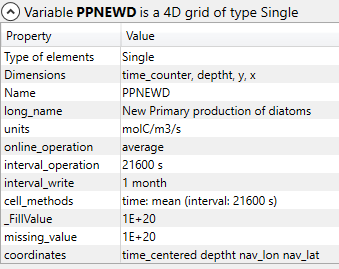 Variable PPNEWD is a 4D grid of type Single
Property Value
Type of elements Single
Dimensions time_counter, deptht, y, x
Name PPNEWD
long_name New Primary production of diatoms
units molC/m3/s
online_operation average
interval_operation 21600 s
interval_write 1 month
cell_methods time: mean (interval: 21600 s)
_FillValue 1E+20
missing_value 1E+20
coordinates time_centered deptht nav_lon nav_lat